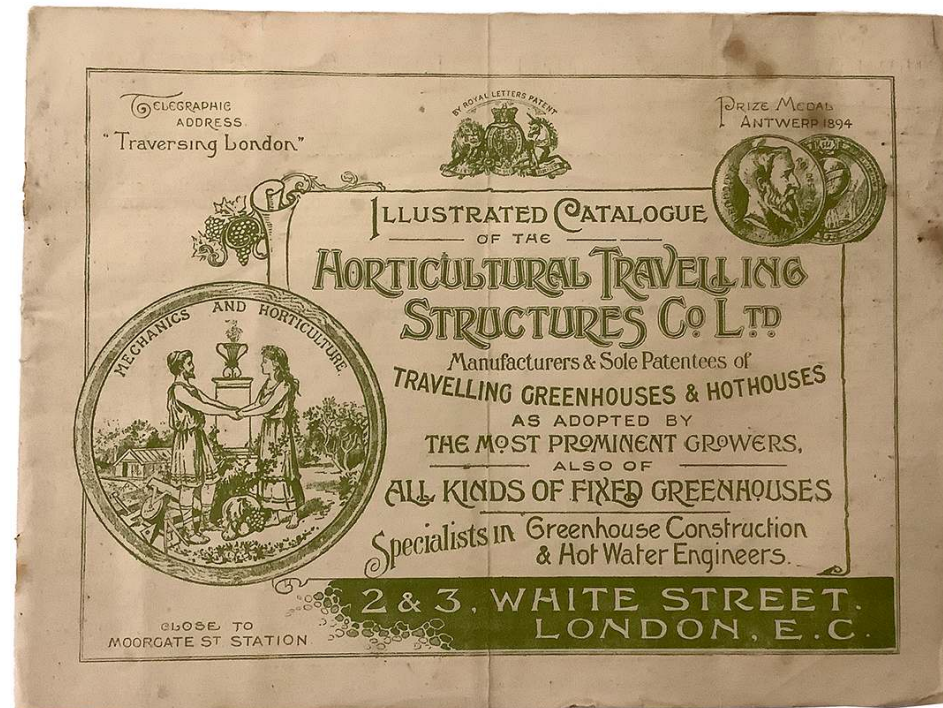 Telegraphic
Address.
"Traversing London"
BY ROYAL LETTERS PATENT
Prize Medal
Antwerp 1894
Illustrated Catalogue
OF THE
Horticultural Travelling
Structures Co Ltd
Manufacturers & Sole Patentees of
TRAVELLING GREENHOUSES & HOTHOUSES
AS ADOPTED BY
THE MOST PROMINENT GROWERS,
ALSO OF
ALL KINDS OF FIXED GREENHOUSES
Specialists in Greenhouse Construction
& Hot Water Engineers.
MECHANICS AND HORTICULTURE.
2 & 3, WHITE STREET.
LONDON, E.C.
CLOSE TO
MOORGATE ST STATION